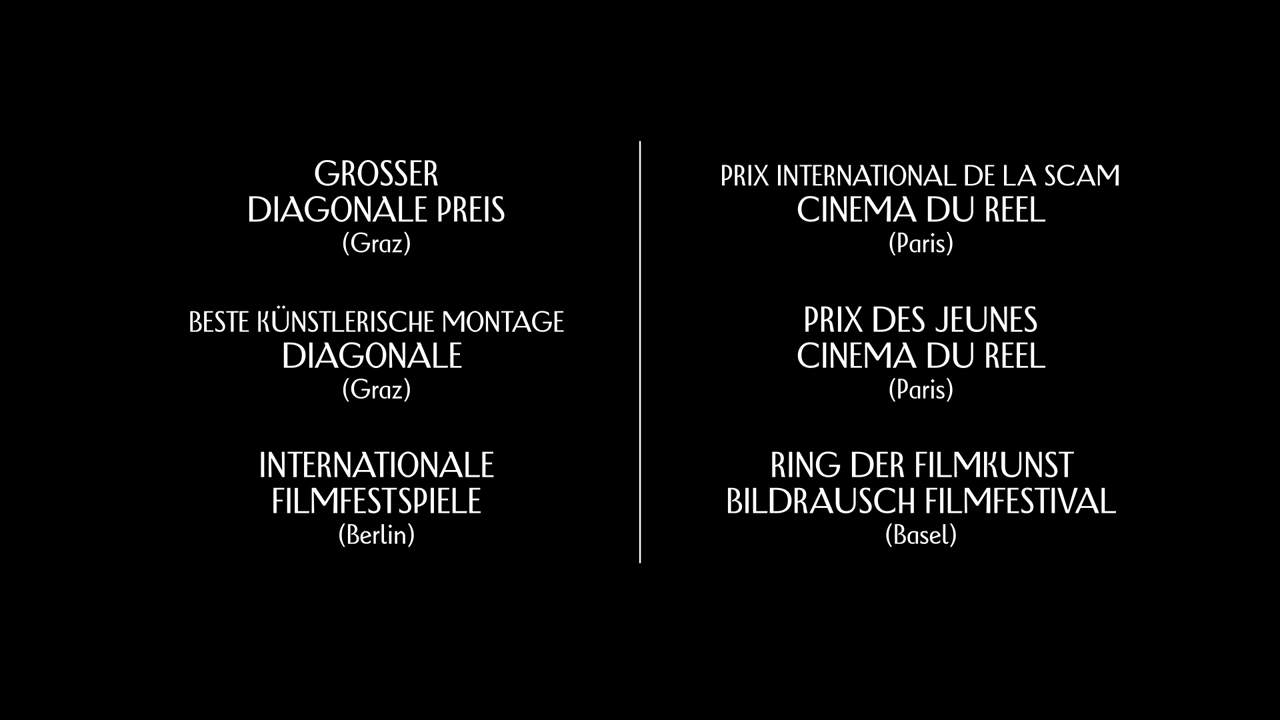 GROSSER
DIAGONALE PREIS
(Graz)
BESTE KÜNSTLERISCHE MONTAGE
DIAGONALE
(Graz)
INTERNATIONALE
FILMFESTSPIELE
(Berlin)
PRIX INTERNATIONAL DE LA SCAM
CINEMA DU REEL
(Paris)
PRIX DES JEUNES
CINEMA DU REEL
(Paris)
RING DER FILMKUNST
BILDRAUSCH FILMFESTIVAL
(Basel)